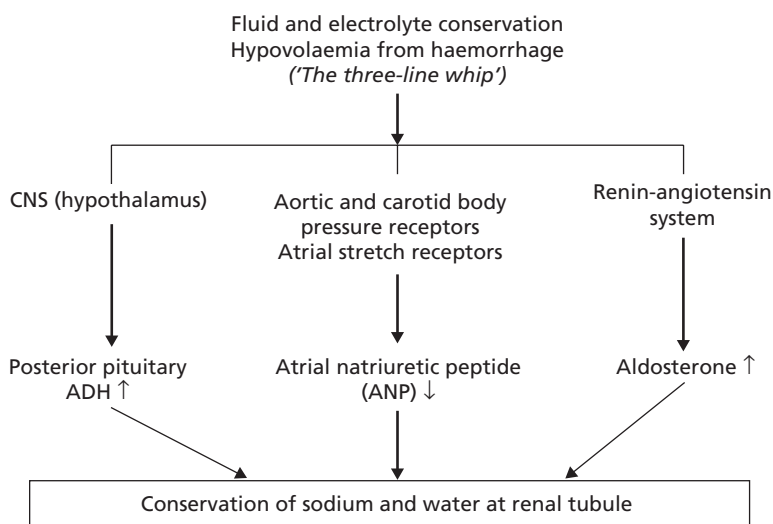 Fluid and electrolyte conservation
Hypovolaemia from haemorrhage
('The three-line whip')
CNS (hypothalamus)
Aortic and carotid body
pressure receptors
Atrial stretch receptors
Renin-angiotensin
system
Posterior pituitary
ADH ↑
Atrial natriuretic peptide
(ANP) ↓
Aldosterone ↑
Conservation of sodium and water at renal tubule